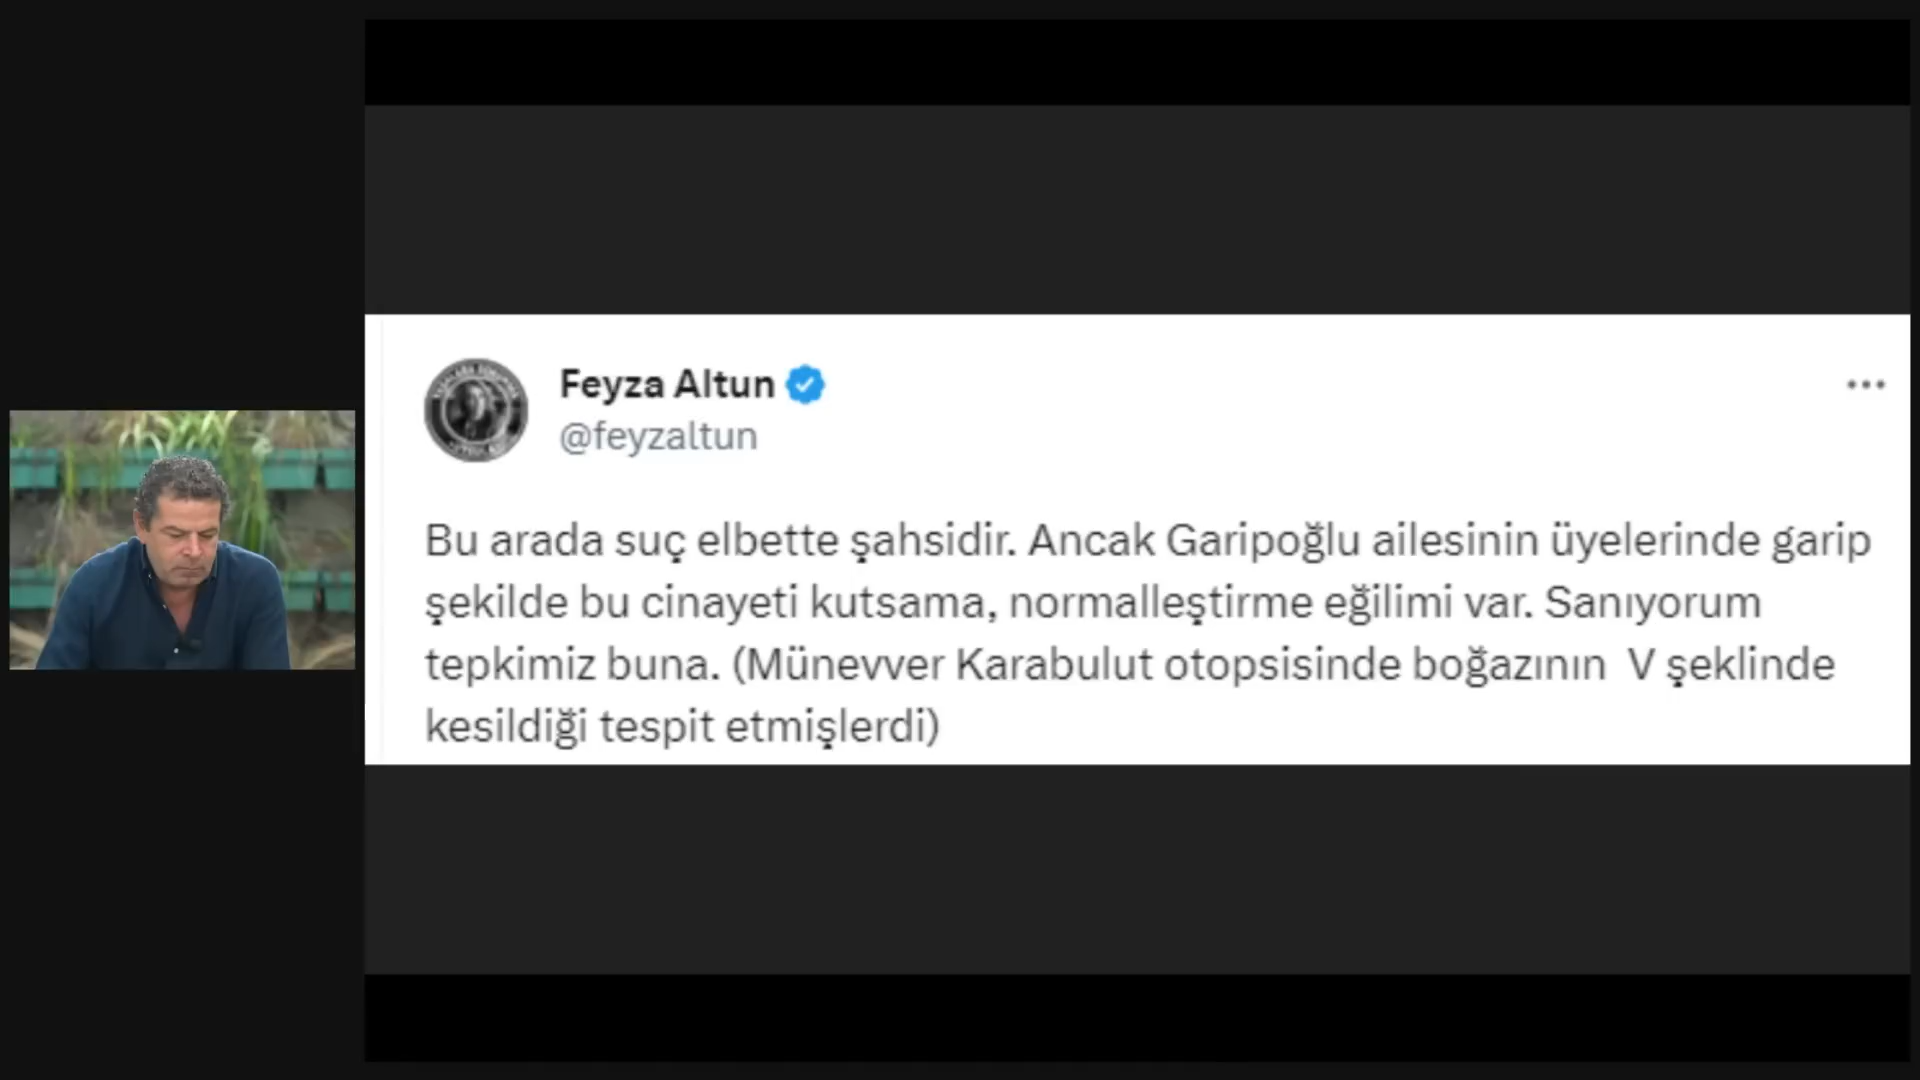 Feyza Altun
@feyzaltun
Bu arada suç elbette şahsidir. Ancak Garipoğlu ailesinin üyelerinde garip
şekilde bu cinayeti kutsama, normalleştirme eğilimi var. Sanıyorum
tepkimiz buna. (Münevver Karabulut otopsisinde boğazının  V şeklinde
kesildiği tespit etmişlerdi)